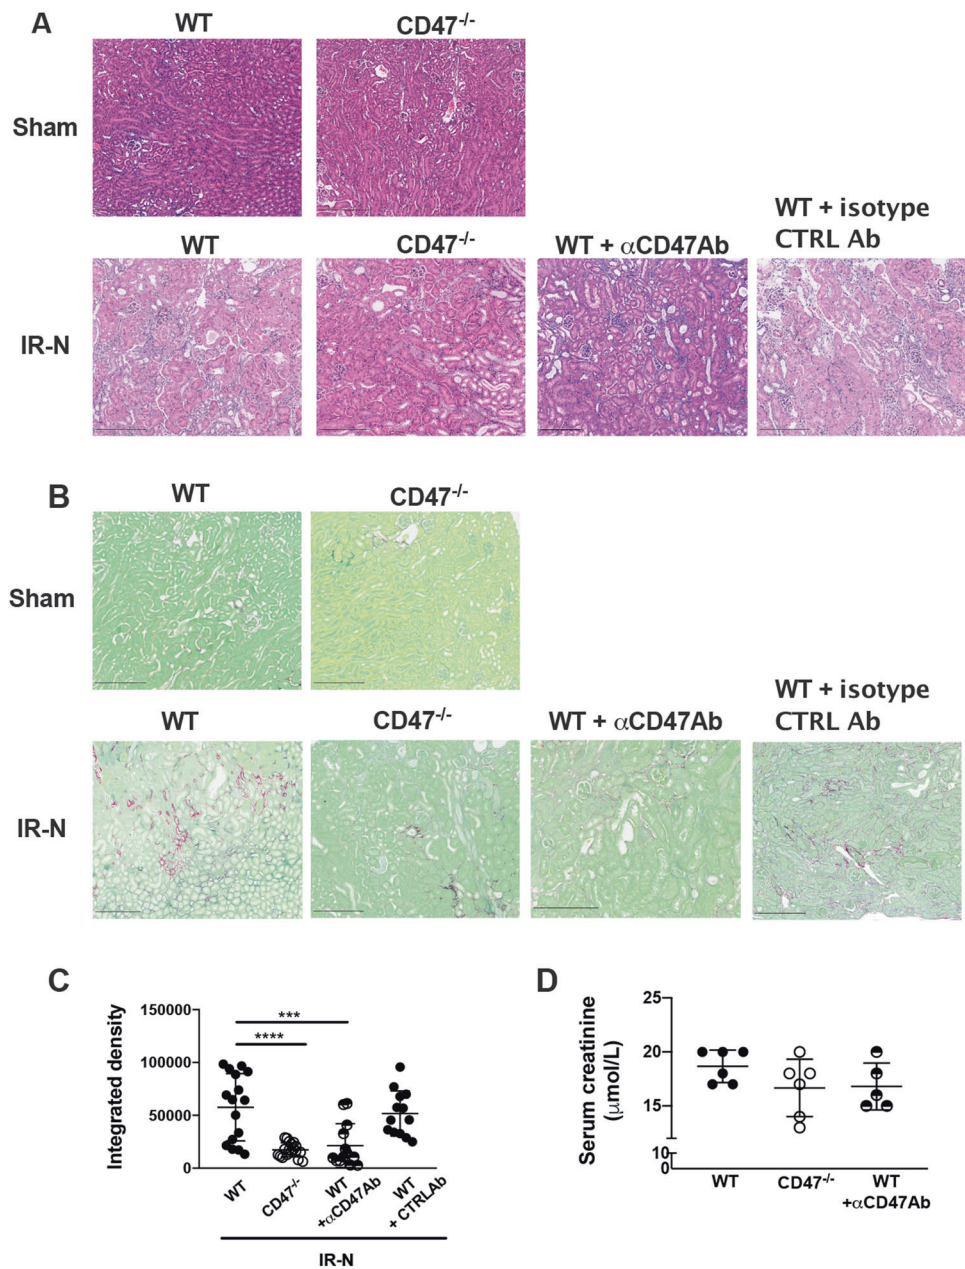 A
WT
CD47-/-
Sham
WT
CD47-/-
WT + αCD47Ab
WT + isotype
CTRL Ab
IR-N
B
WT
CD47-/-
Sham
WT
CD47-/-
WT + αCD47Ab
WT + isotype
CTRL Ab
IR-N
C
Integrated density
150000
100000
50000
0
***
****
WT
CD47-/-
WT
+αCD47Ab
WT
+ CTRLAb
IR-N
D
Serum creatinine
(μmol/L)
25
20
15
10
0
WT
CD47-/-
WT
+αCD47Ab